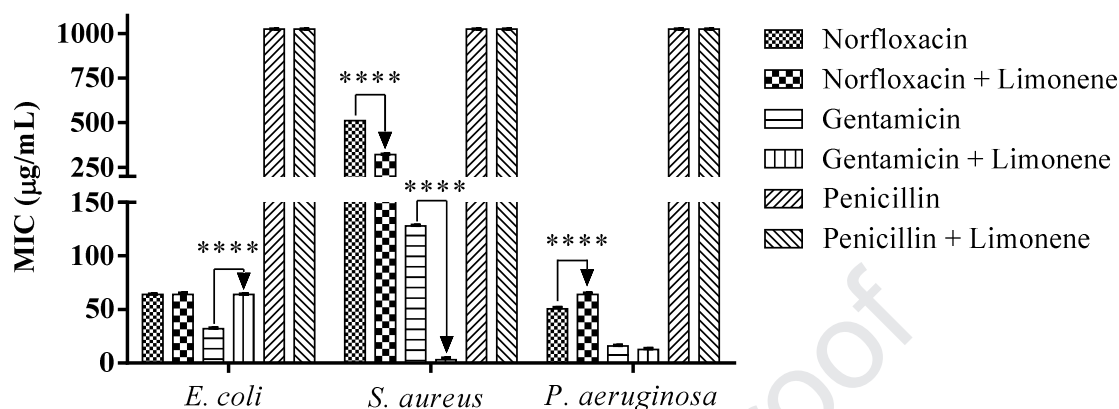 MIC (µg/mL)
1000
750
500
250
150
100
50
0
****
****
****
****
E. coli
S. aureus
P. aeruginosa
Norfloxacin
Norfloxacin + Limonene
Gentamicin
Gentamicin + Limonene
Penicillin
Penicillin + Limonene
roof